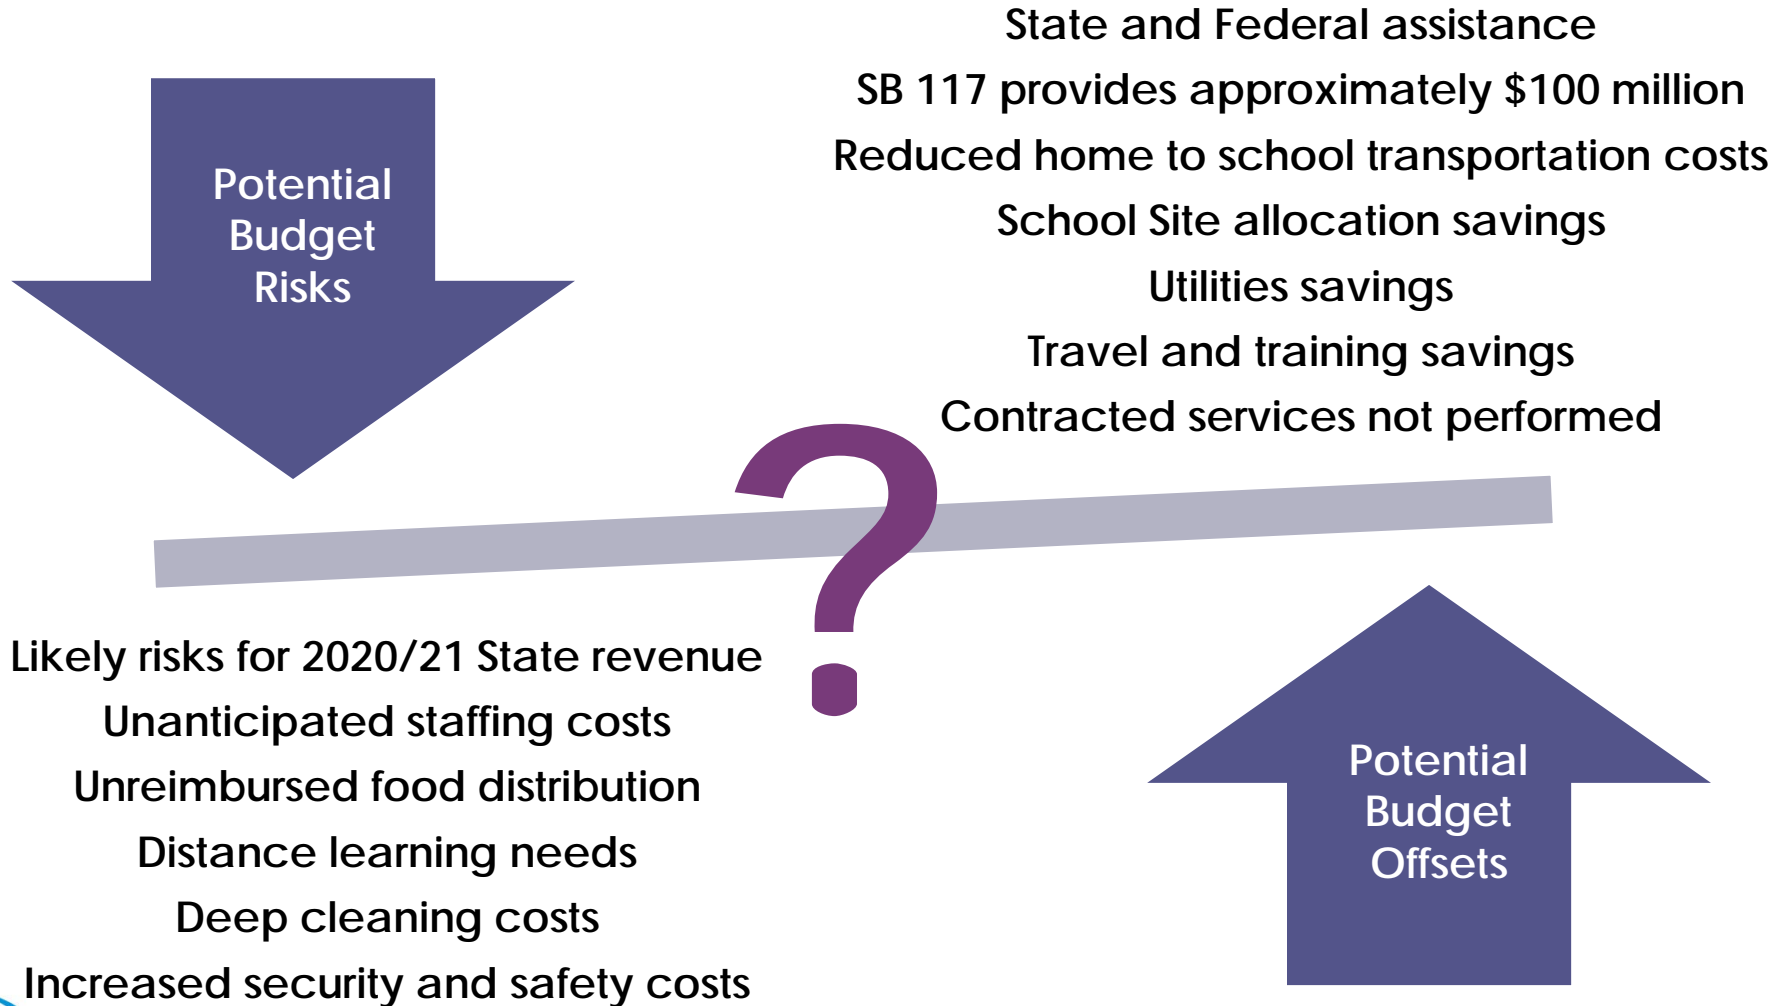 State and Federal assistance
SB 117 provides approximately $100 million
Reduced home to school transportation costs
School Site allocation savings
Utilities savings
Travel and training savings
Contracted services not performed
Potential
Budget
Risks
?
Likely risks for 2020/21 State revenue
Unanticipated staffing costs
Unreimbursed food distribution
Distance learning needs
Deep cleaning costs
Increased security and safety costs
Potential
Budget
Offsets